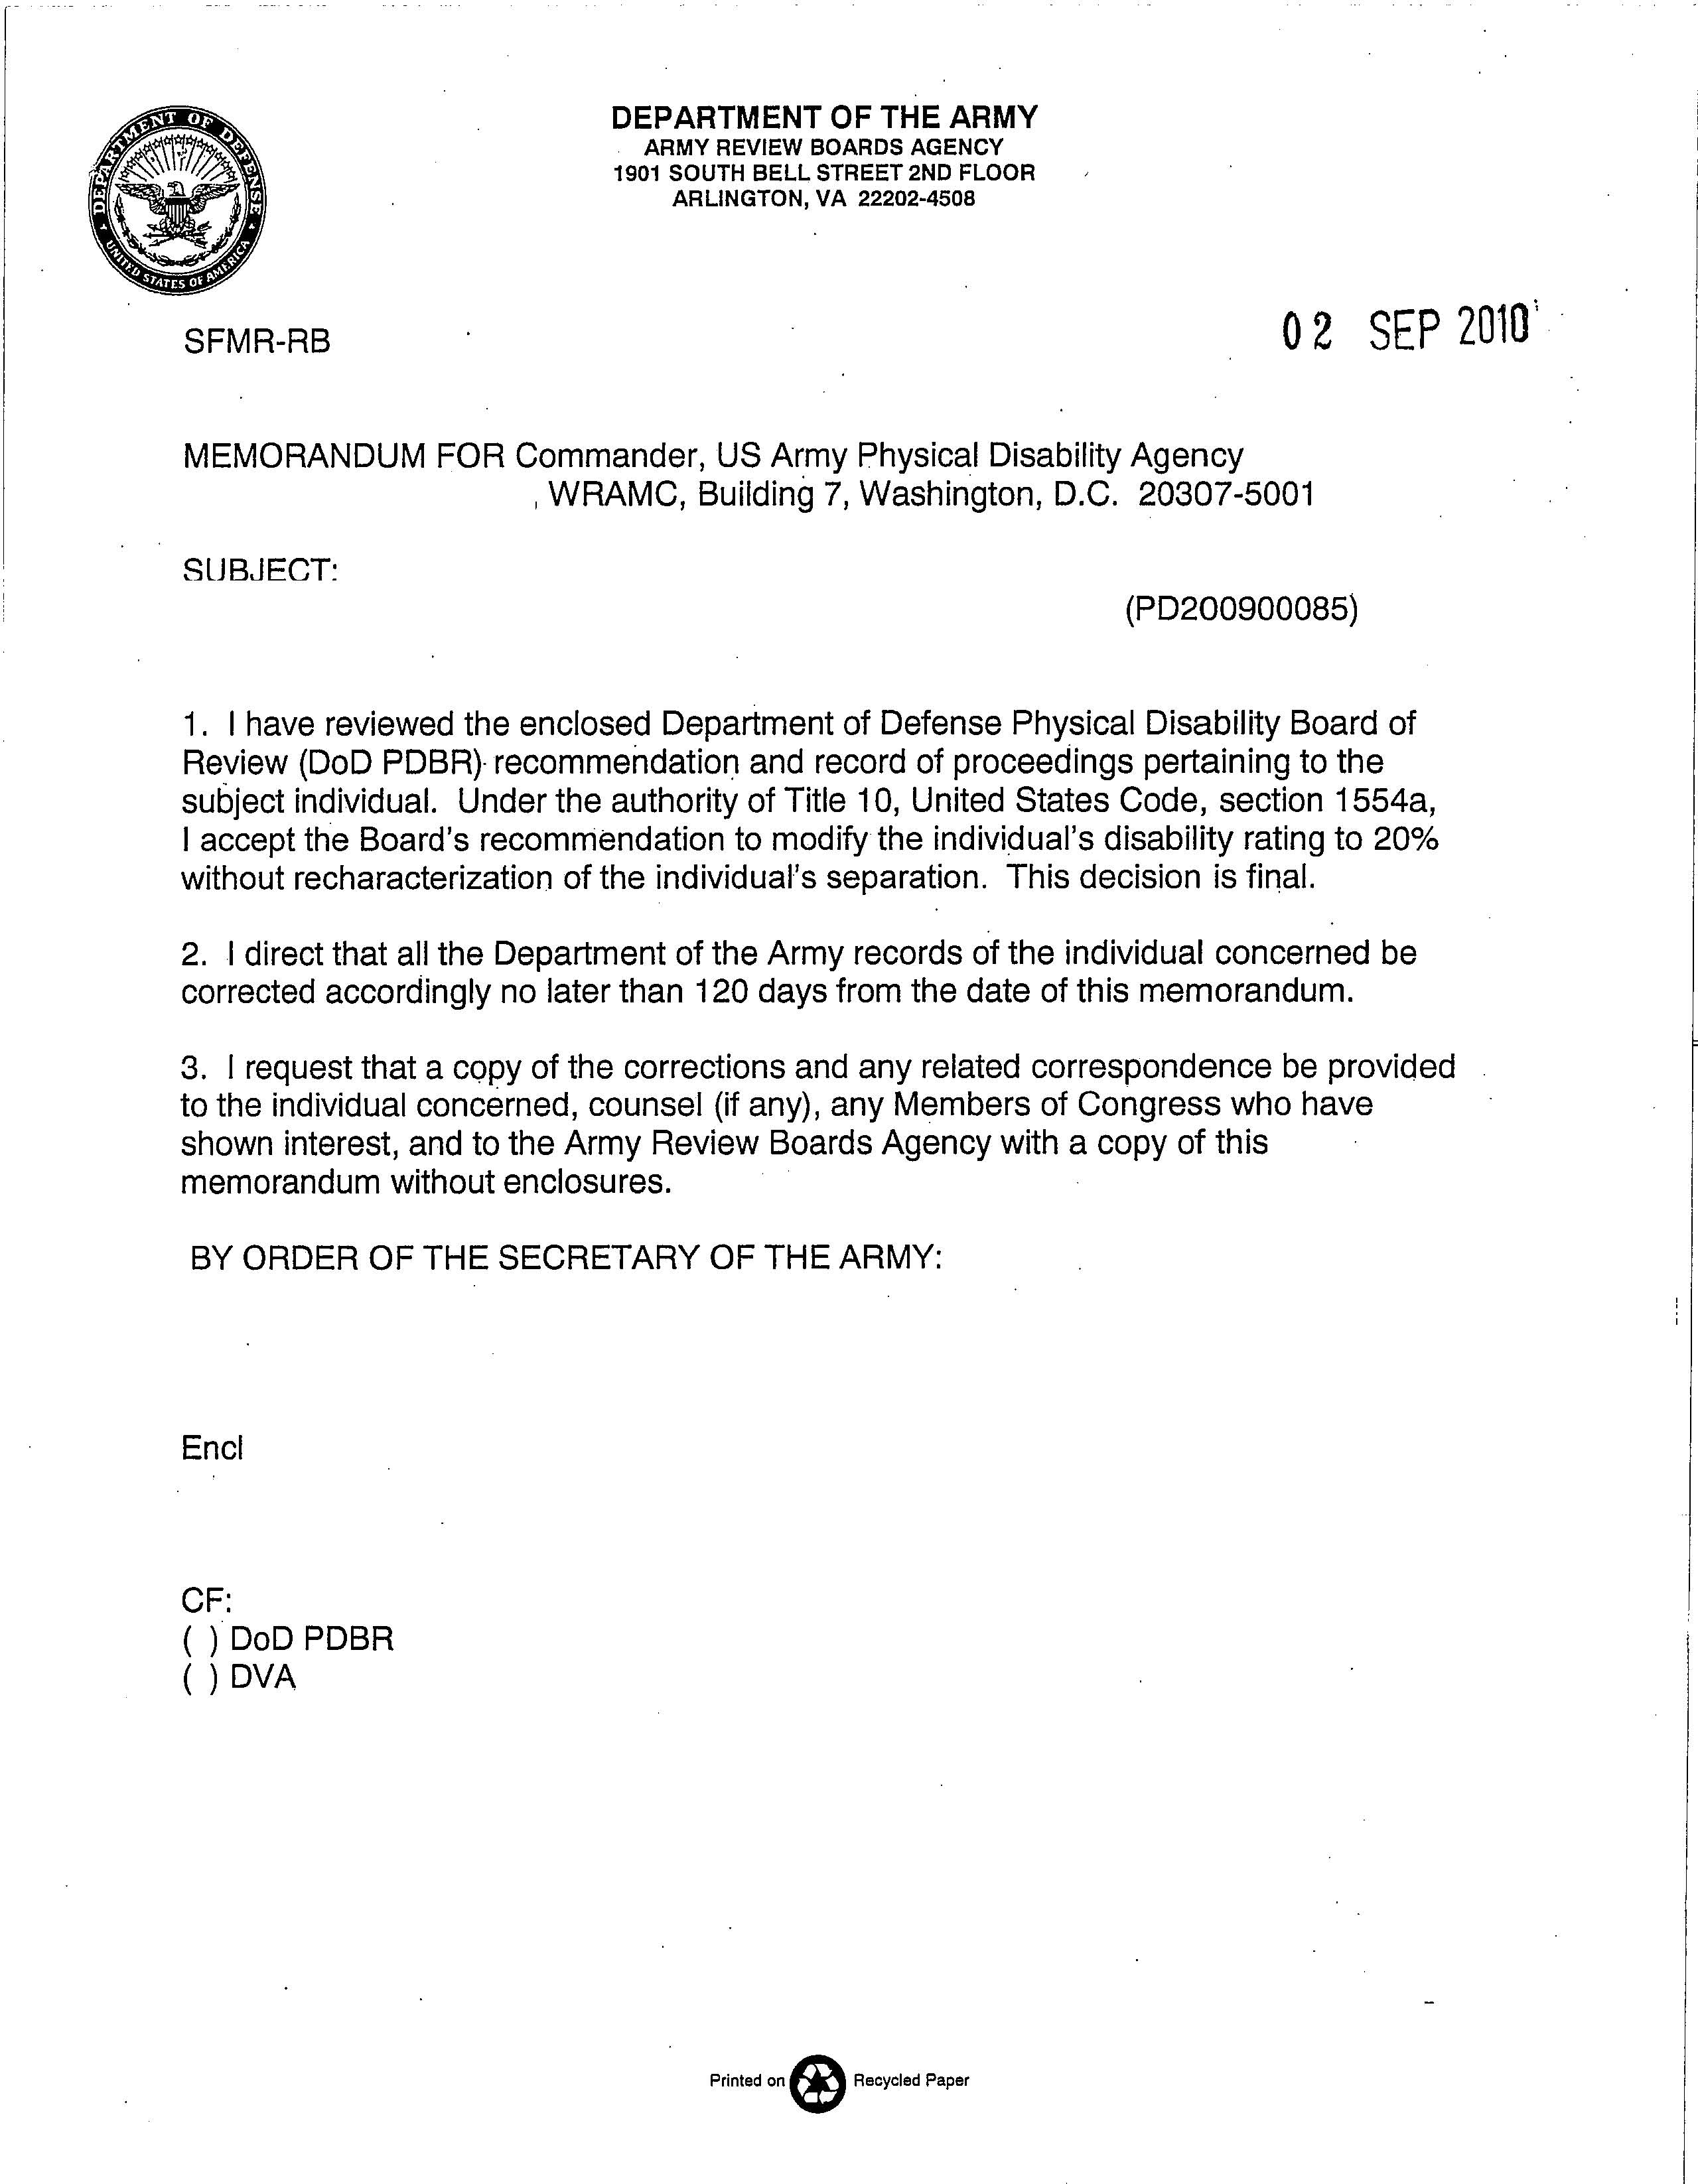 DEPARTMENT OF DEFENSE
UNITED STATES OF AMERICA
DEPARTMENT OF THE ARMY
ARMY REVIEW BOARDS AGENCY
1901 SOUTH BELL STREET 2ND FLOOR
ARLINGTON, VA 22202-4508
SFMR-RB
02 SEP 2010
MEMORANDUM FOR Commander, US Army Physical Disability Agency
WRAMC, Building 7, Washington, D.C. 20307-5001
SUBJECT:
(PD200900085)
1. I have reviewed the enclosed Department of Defense Physical Disability Board of
Review (DoD PDBR) recommendation and record of proceedings pertaining to the
subject individual. Under the authority of Title 10, United States Code, section 1554a,
I accept the Board's recommendation to modify the individual's disability rating to 20%
without recharacterization of the individual's separation. This decision is final.
2. I direct that all the Department of the Army records of the individual concerned be
corrected accordingly no later than 120 days from the date of this memorandum.
3. I request that a copy of the corrections and any related correspondence be provided
to the individual concerned, counsel (if any), any Members of Congress who have
shown interest, and to the Army Review Boards Agency with a copy of this
memorandum without enclosures.
BY ORDER OF THE SECRETARY OF THE ARMY:
Encl
CF:
( ) DoD PDBR
( ) DVA
Printed on Recycled Paper